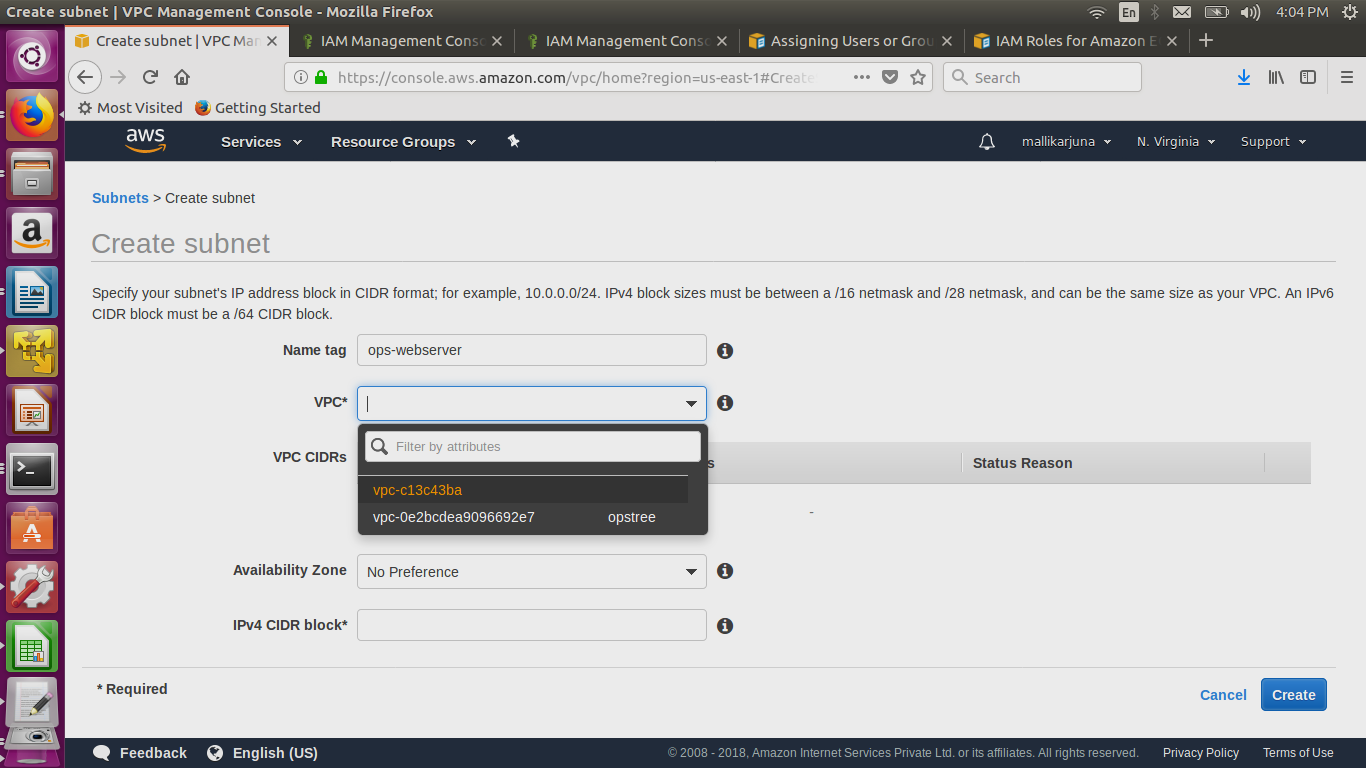 Create subnet | VPC Management Console - Mozilla Firefox
En
4:04 PM
Create subnet | VPC Man
IAM Management Conso
IAM Management Conso
Assigning Users or Grou
IAM Roles for Amazon E
https://console.aws.amazon.com/vpc/home?region=us-east-1#Create
Search
Most Visited
Getting Started
aws
Services
Resource Groups
mallikarjuna
N. Virginia
Support
Subnets > Create subnet
Create subnet
Specify your subnet's IP address block in CIDR format; for example, 10.0.0.0/24. IPv4 block sizes must be between a /16 netmask and /28 netmask, and can be the same size as your VPC. An IPv6
CIDR block must be a /64 CIDR block.
Name tag
ops-webserver
VPC*
Filter by attributes
VPC CIDRs
s
Status Reason
vpc-c13c43ba
vpc-0e2bcdea9096692e7 opstree
-
Availability Zone
No Preference
IPv4 CIDR block*
* Required
Cancel
Create
Feedback
English (US)
© 2008 - 2018, Amazon Internet Services Private Ltd. or its affiliates. All rights reserved.
Privacy Policy
Terms of Use